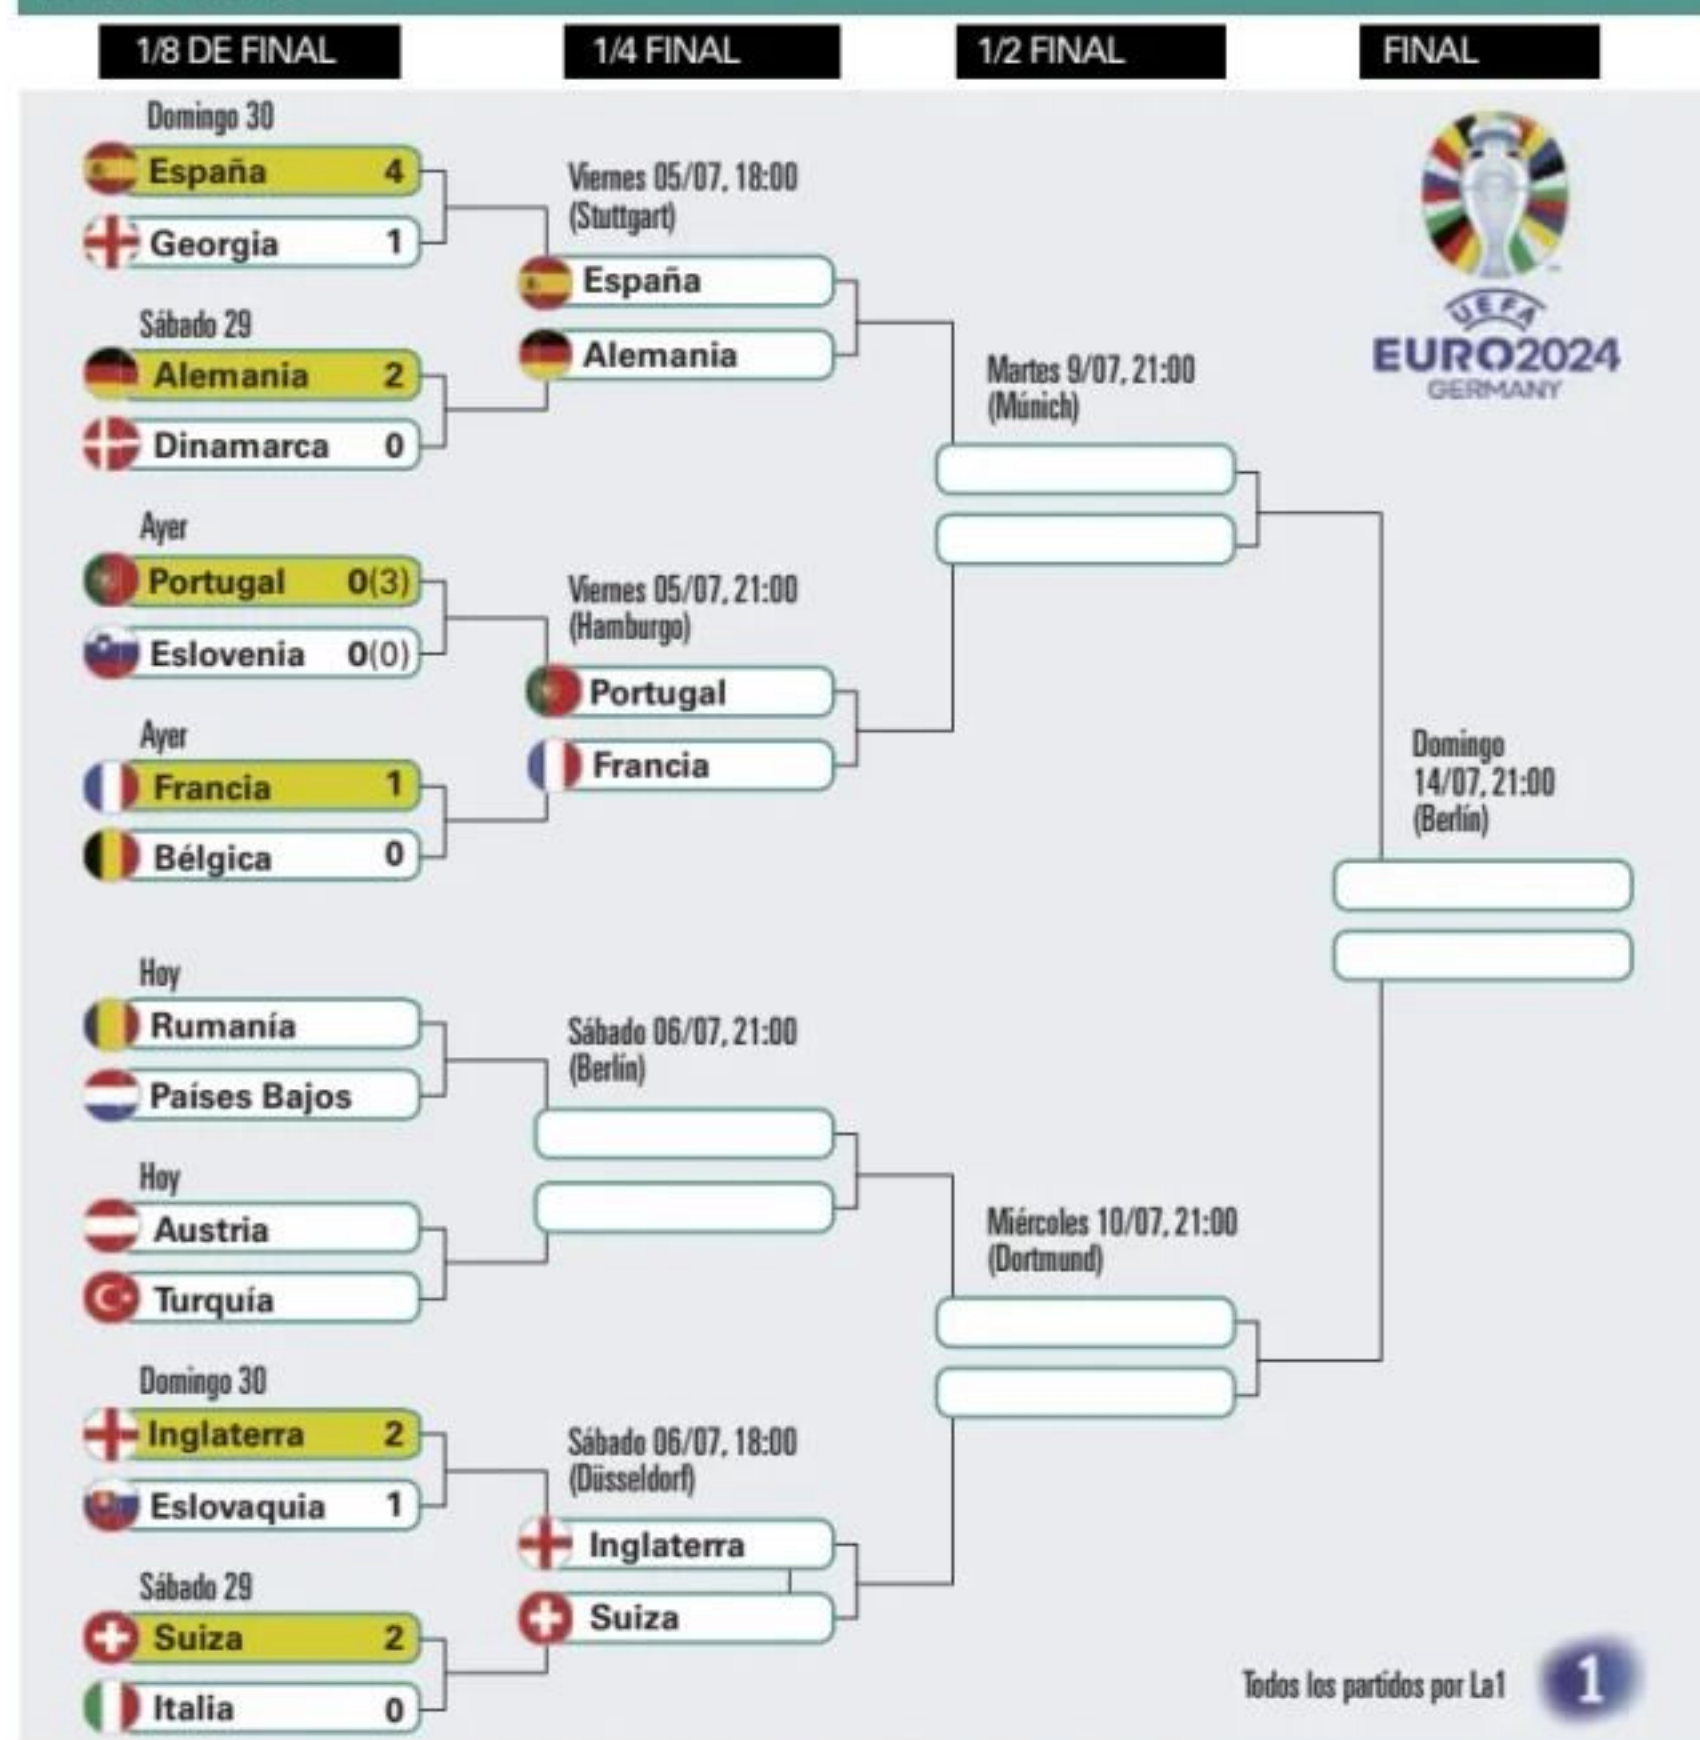 1/8 DE FINAL
1/4 FINAL
1/2 FINAL
FINAL
Domingo 30
España 4
Georgia 1
Sábado 29
Alemania 2
Dinamarca 0
Ayer
Portugal 0(3)
Eslovenia 0(0)
Ayer
Francia 1
Bélgica 0
Hoy
Rumanía
Países Bajos
Hoy
Austria
Turquía
Domingo 30
Inglaterra 2
Eslovaquia 1
Sábado 29
Suiza 2
Italia 0
Viernes 05/07, 18:00
(Stuttgart)
España
Alemania
Viernes 05/07, 21:00
(Hamburgo)
Portugal
Francia
Sábado 06/07, 21:00
(Berlín)
Sábado 06/07, 18:00
(Düsseldorf)
Inglaterra
Suiza
Martes 9/07, 21:00
(Múnich)
Miércoles 10/07, 21:00
(Dortmund)
UEFA
EURO2024
GERMANY
Domingo
14/07, 21:00
(Berlín)
Todos los partidos por La1
1